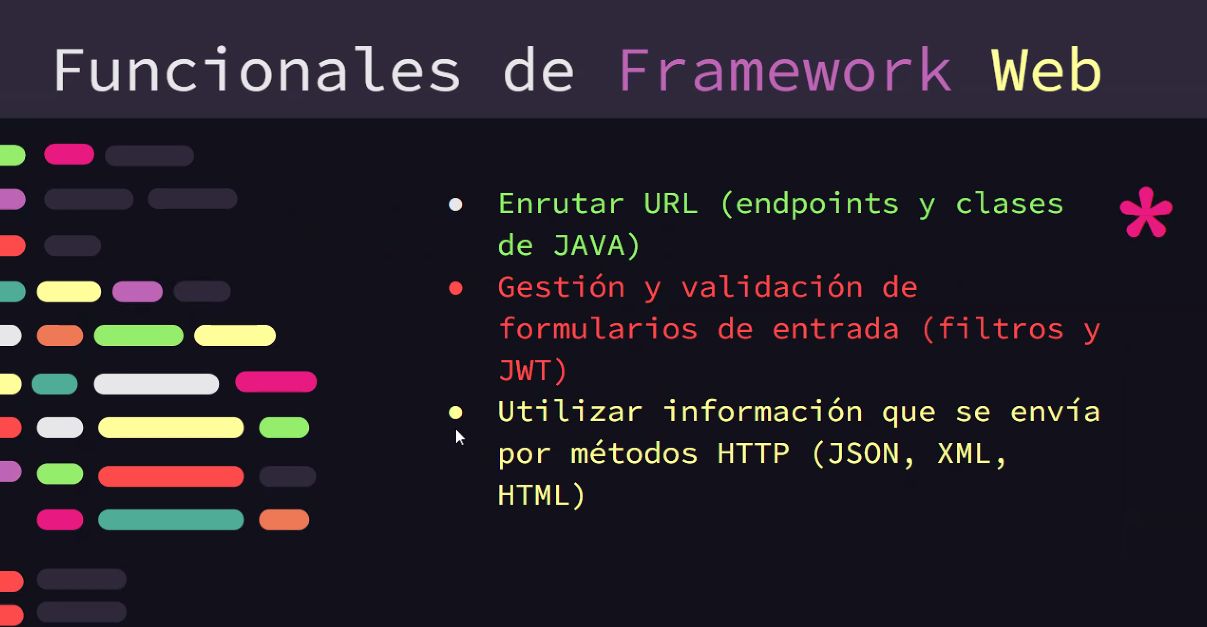 Funcionales de Framework Web
• Enrutar URL (endpoints y clases
de JAVA)
• Gestión y validación de
formularios de entrada (filtros y
JWT)
• Utilizar información que se envía
por métodos HTTP (JSON, XML,
HTML)
*